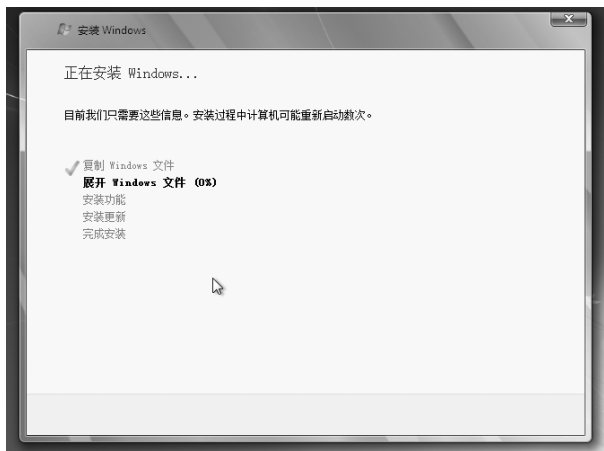 安装 Windows
正在安装 Windows...
目前我们只需要这些信息。安装过程中计算机可能重新启动数次。
复制 Windows 文件
展开 Windows 文件 (0%)
安装功能
安装更新
完成安装